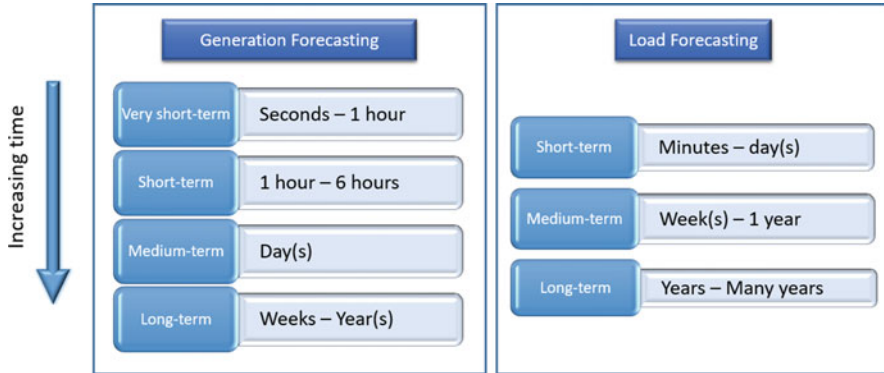 Increasing time
Generation Forecasting
Very short-term
Seconds – 1 hour
Short-term
1 hour – 6 hours
Medium-term
Day(s)
Long-term
Weeks – Year(s)
Load Forecasting
Short-term
Minutes – day(s)
Medium-term
Week(s) – 1 year
Long-term
Years – Many years